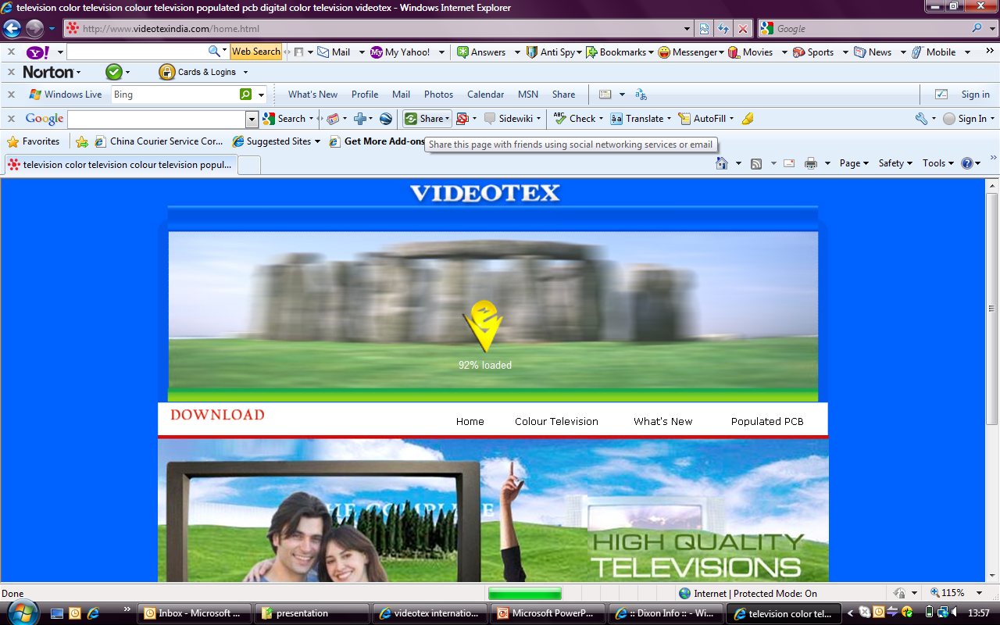 television color television colour television populated pcb digital color television videotex - Windows Internet Explorer
http://www.videotexindia.com/home.html
Google
Y! Web Search Mail My Yahoo! Answers Anti Spy Bookmarks Messenger Movies Sports News Mobile »
Norton Cards & Logins
Windows Live Bing What's New Profile Mail Photos Calendar MSN Share Sign in
Google Search Share Sidewiki Check Translate AutoFill Sign In
Favorites China Courier Service Cor... Suggested Sites Get More Add-ons
Share this page with friends using social networking services or email
television color television colour television popul... Page Safety Tools »
VIDEOTEX
92% loaded
DOWNLOAD
Home Colour Television What's New Populated PCB
HIGH QUALITY
TELEVISIONS
Done Internet | Protected Mode: On 115%
» Inbox - Microsoft ... presentation videotex internatio... Microsoft PowerP... :: Dixon Info :: - Wi... television color tel... 13:57